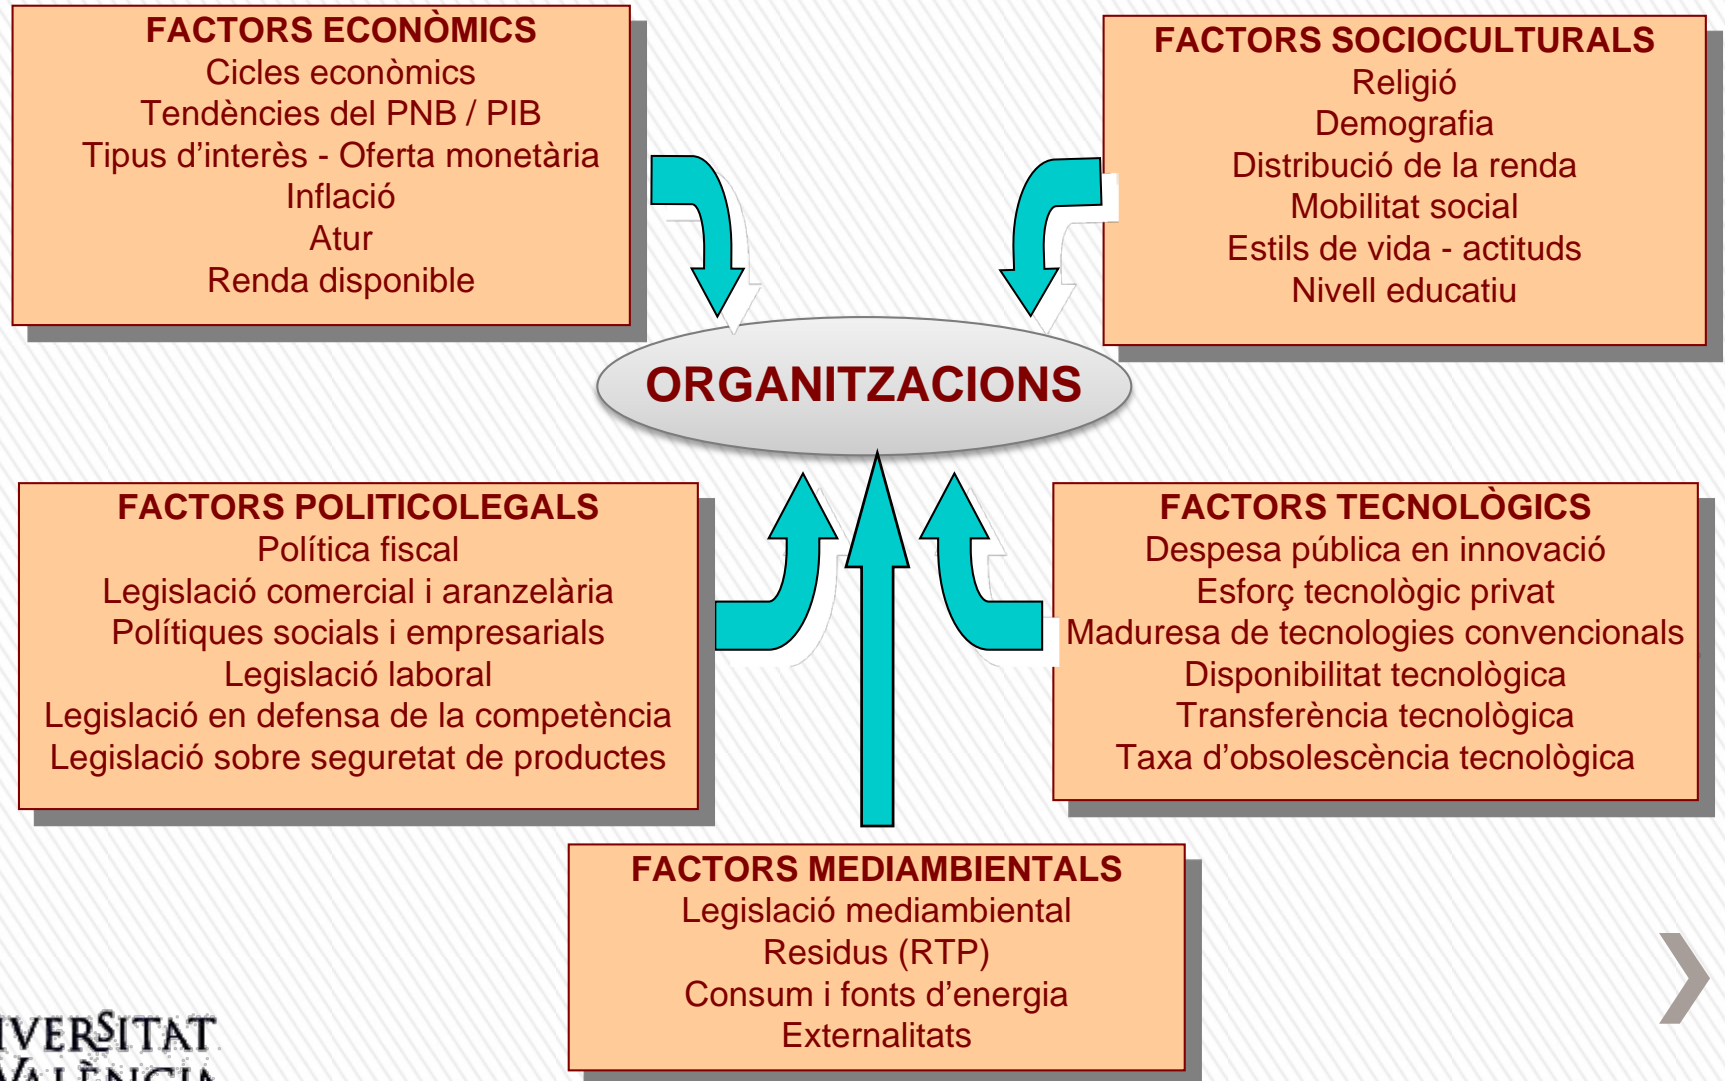 FACTORS ECONÒMICS
Cicles econòmics
Tendències del PNB / PIB
Tipus d’interès - Oferta monetària
Inflació
Atur
Renda disponible
FACTORS SOCIOCULTURALS
Religió
Demografia
Distribució de la renda
Mobilitat social
Estils de vida - actituds
Nivell educatiu
ORGANITZACIONS
FACTORS POLITICOLEGALS
Política fiscal
Legislació comercial i aranzelària
Polítiques socials i empresarials
Legislació laboral
Legislació en defensa de la competència
Legislació sobre seguretat de productes
FACTORS TECNOLÒGICS
Despesa pública en innovació
Esforç tecnològic privat
Maduresa de tecnologies convencionals
Disponibilitat tecnològica
Transferència tecnològica
Taxa d’obsolescència tecnològica
FACTORS MEDIAMBIENTALS
Legislació mediambiental
Residus (RTP)
Consum i fonts d’energia
Externalitats
IVERSITAT
VALÈNCIA